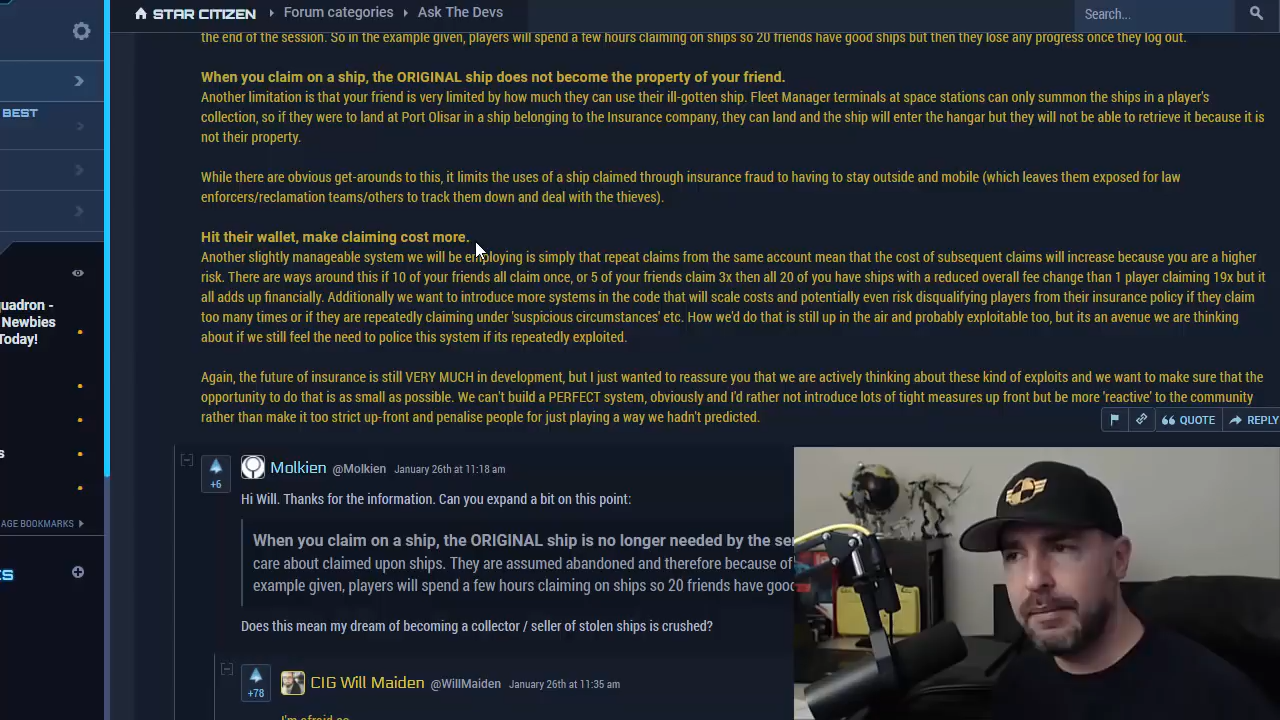 STAR CITIZEN
Forum categories
Ask The Devs
Search...
the end of the session. So in the example given, players will spend a few hours claiming on ships so 20 friends have good ships but then they lose any progress once they log out.
When you claim on a ship, the ORIGINAL ship does not become the property of your friend.
Another limitation is that your friend is very limited by how much they can use their ill-gotten ship. Fleet Manager terminals at space stations can only summon the ships in a player's
collection, so if they were to land at Port Olisar in a ship belonging to the Insurance company, they can land and the ship will enter the hangar but they will not be able to retrieve it because it is
not their property.
While there are obvious get-arounds to this, it limits the uses of a ship claimed through insurance fraud to having to stay outside and mobile (which leaves them exposed for law
enforcers/reclamation teams/others to track them down and deal with the thieves).
Hit their wallet, make claiming cost more.
Another slightly manageable system we will be employing is simply that repeat claims from the same account mean that the cost of subsequent claims will increase because you are a higher
risk. There are ways around this if 10 of your friends all claim once, or 5 of your friends claim 3x then all 20 of you have ships with a reduced overall fee change than 1 player claiming 19x but it
all adds up financially. Additionally we want to introduce more systems in the code that will scale costs and potentially even risk disqualifying players from their insurance policy if they claim
too many times or if they are repeatedly claiming under 'suspicious circumstances' etc. How we'd do that is still up in the air and probably exploitable too, but its an avenue we are thinking
about if we still feel the need to police this system if its repeatedly exploited.
Again, the future of insurance is still VERY MUCH in development, but I just wanted to reassure you that we are actively thinking about these kind of exploits and we want to make sure that the
opportunity to do that is as small as possible. We can't build a PERFECT system, obviously and I'd rather not introduce lots of tight measures up front but be more 'reactive' to the community
rather than make it too strict up-front and penalise people for just playing a way we hadn't predicted.
QUOTE
REPLY
+6
Molkien @Molkien January 26th at 11:18 am
Hi Will. Thanks for the information. Can you expand a bit on this point:
When you claim on a ship, the ORIGINAL ship is no longer needed by the se
care about claimed upon ships. They are assumed abandoned and therefore because of
example given, players will spend a few hours claiming on ships so 20 friends have good
Does this mean my dream of becoming a collector / seller of stolen ships is crushed?
+78
CIG Will Maiden @WillMaiden January 26th at 11:35 am
I'm afraid so
BEST
quadron -
Newbies
Today!
s
AGE BOOKMARKS
ES